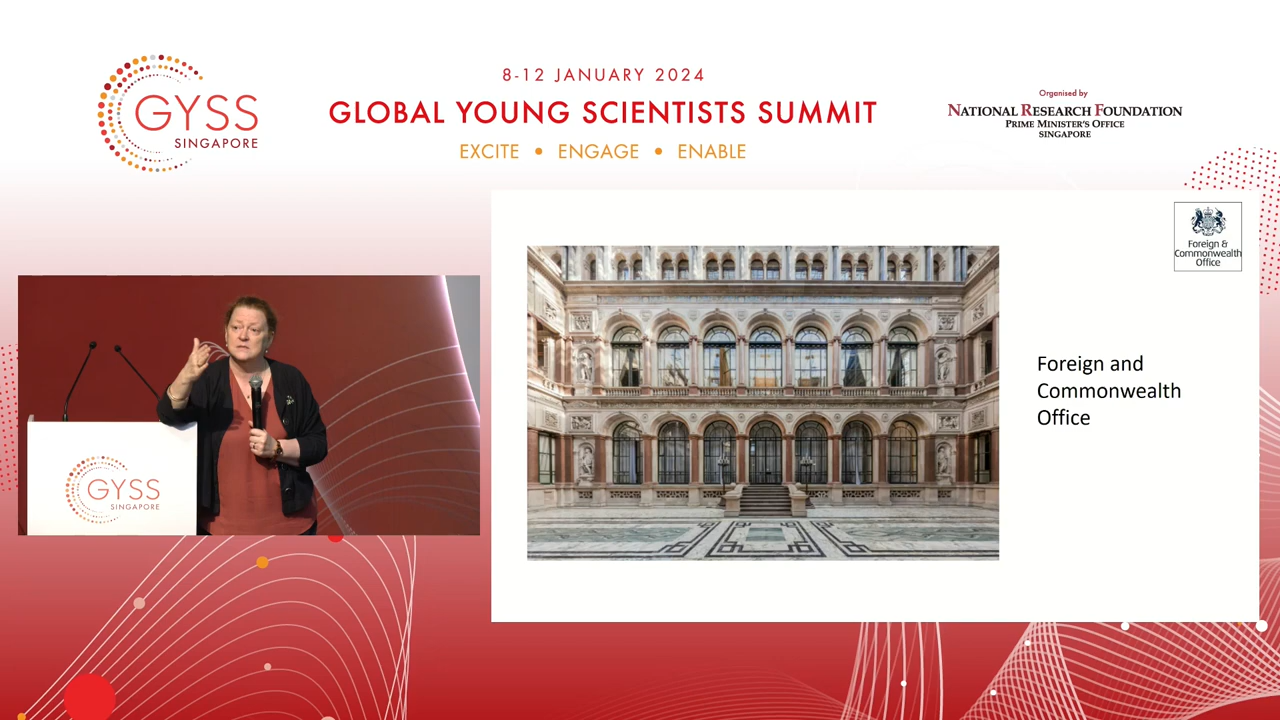 8-12 JANUARY 2024
GYSS
SINGAPORE
GLOBAL YOUNG SCIENTISTS SUMMIT
EXCITE • ENGAGE • ENABLE
Organised by
NATIONAL RESEARCH FOUNDATION
PRIME MINISTER'S OFFICE
SINGAPORE
Foreign &
Commonwealth
Office
Foreign and
Commonwealth
Office
GYSS
SINGAPORE